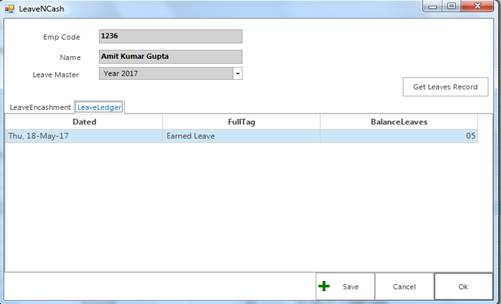 LeaveNCash
Emp Code 1236
Name Amit Kumar Gupta
Leave Master Year 2017
Get Leaves Record
LeaveEncashment LeaveLedger
Dated FullTag BalanceLeaves
Thu, 18-May-17 Earned Leave 05
Save Cancel Ok